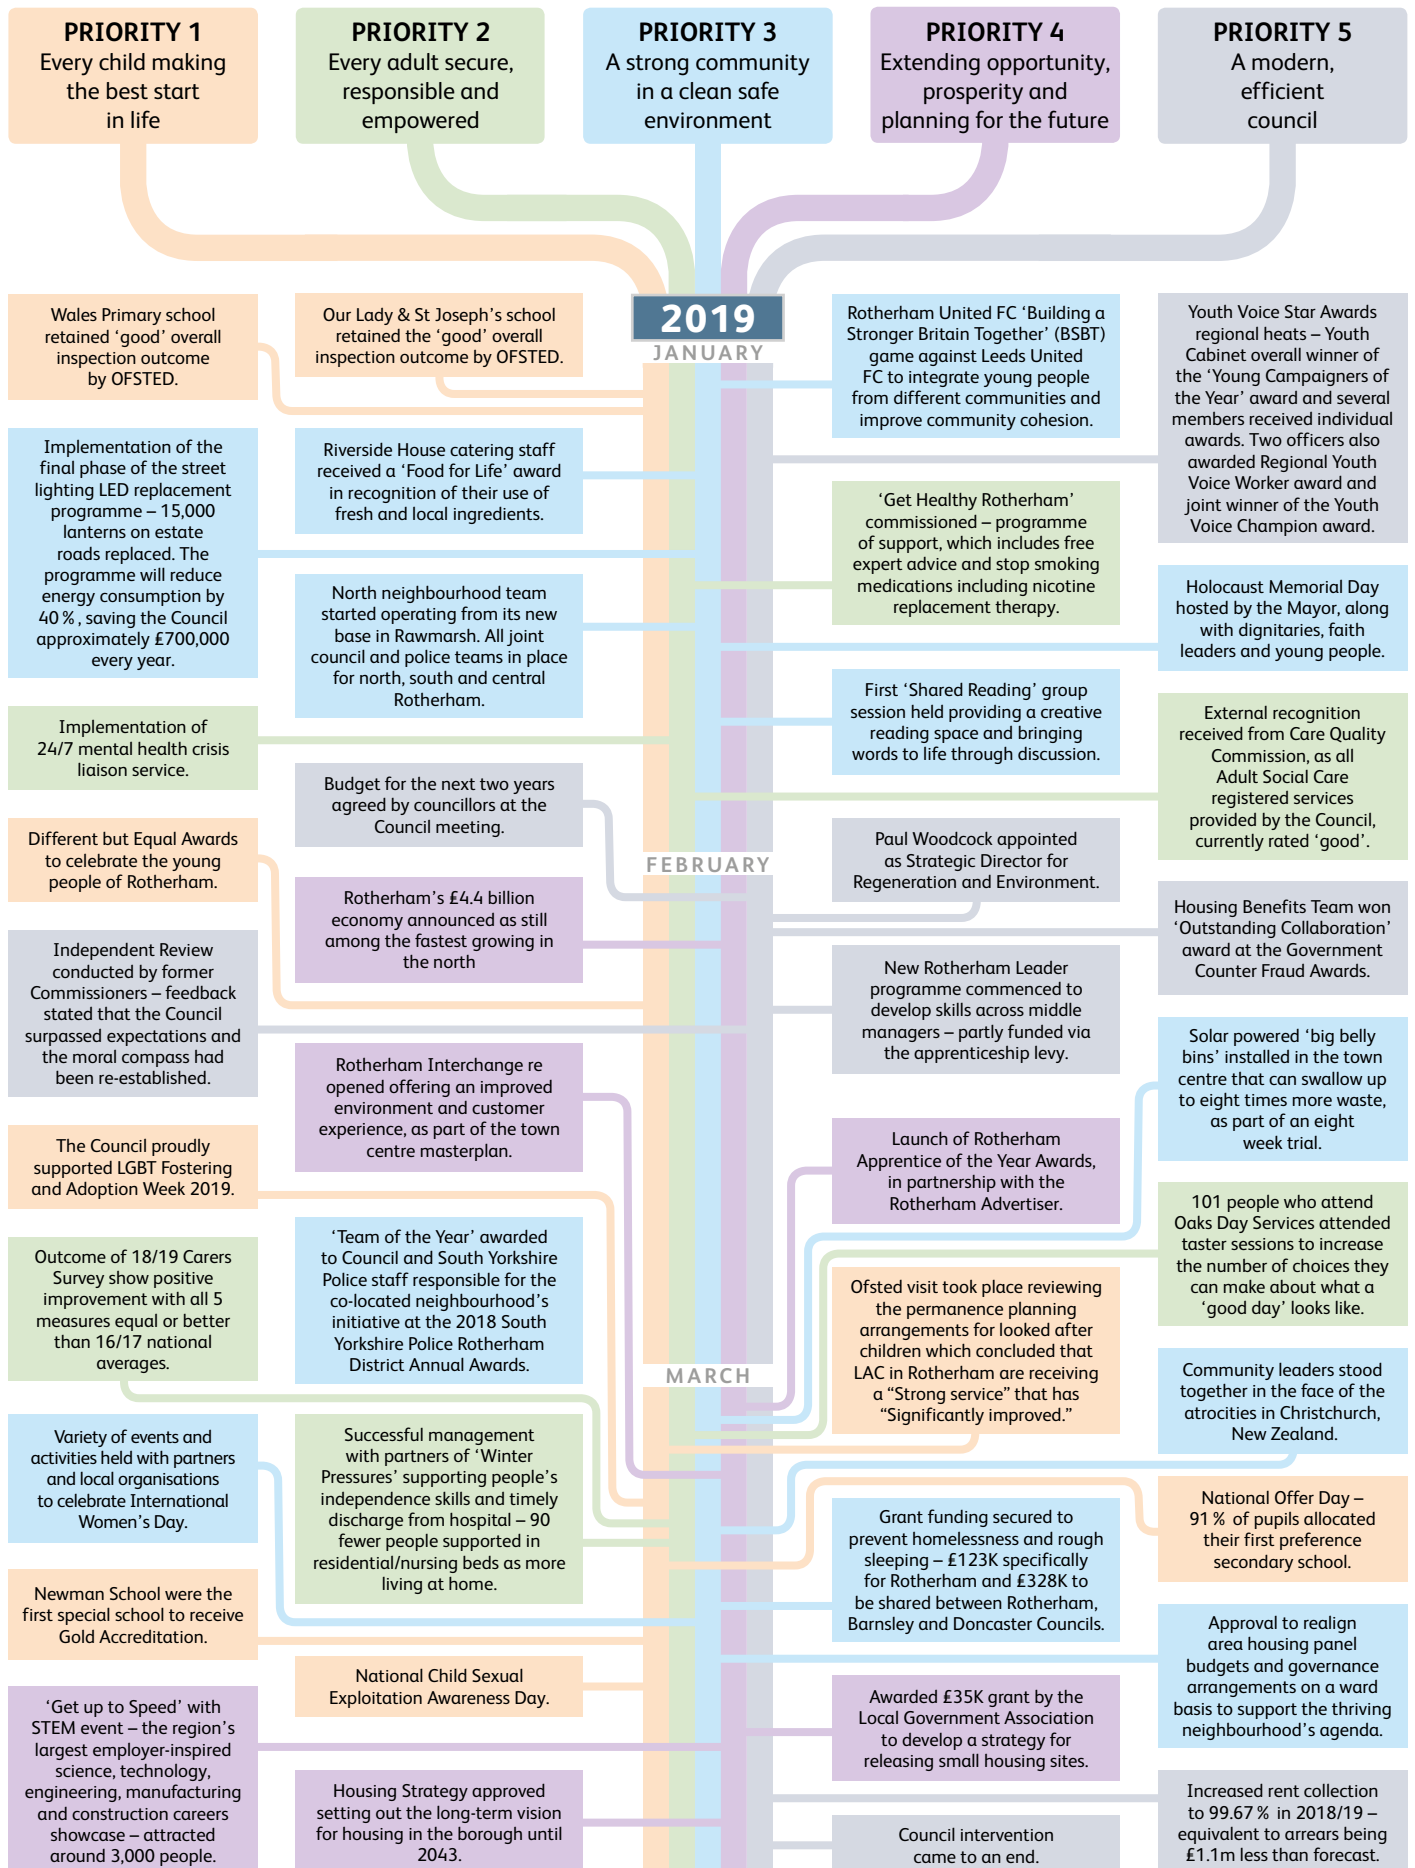 PRIORITY 1
Every child making
the best start
in life
PRIORITY 2
Every adult secure,
responsible and
empowered
PRIORITY 3
A strong community
in a clean safe
environment
PRIORITY 4
Extending opportunity,
prosperity and
planning for the future
PRIORITY 5
A modern,
efficient
council
2019
JANUARY
Wales Primary school
retained ‘good’ overall
inspection outcome
by OFSTED.
Our Lady & St Joseph’s school
retained the ‘good’ overall
inspection outcome by OFSTED.
Rotherham United FC ‘Building a
Stronger Britain Together’ (BSBT)
game against Leeds United
FC to integrate young people
from different communities and
improve community cohesion.
Youth Voice Star Awards
regional heats – Youth
Cabinet overall winner of
the ‘Young Campaigners of
the Year’ award and several
members received individual
awards. Two officers also
awarded Regional Youth
Voice Worker award and
joint winner of the Youth
Voice Champion award.
Implementation of the
final phase of the street
lighting LED replacement
programme – 15,000
lanterns on estate
roads replaced. The
programme will reduce
energy consumption by
40%, saving the Council
approximately £700,000
every year.
Riverside House catering staff
received a ‘Food for Life’ award
in recognition of their use of
fresh and local ingredients.
‘Get Healthy Rotherham’
commissioned – programme
of support, which includes free
expert advice and stop smoking
medications including nicotine
replacement therapy.
North neighbourhood team
started operating from its new
base in Rawmarsh. All joint
council and police teams in place
for north, south and central
Rotherham.
Holocaust Memorial Day
hosted by the Mayor, along
with dignitaries, faith
leaders and young people.
First ‘Shared Reading’ group
session held providing a creative
reading space and bringing
words to life through discussion.
Implementation of
24/7 mental health crisis
liaison service.
External recognition
received from Care Quality
Commission, as all
Adult Social Care
registered services
provided by the Council,
currently rated ‘good’.
Budget for the next two years
agreed by councillors at the
Council meeting.
FEBRUARY
Different but Equal Awards
to celebrate the young
people of Rotherham.
Paul Woodcock appointed
as Strategic Director for
Regeneration and Environment.
Rotherham’s £4.4 billion
economy announced as still
among the fastest growing in
the north
Housing Benefits Team won
‘Outstanding Collaboration’
award at the Government
Counter Fraud Awards.
Independent Review
conducted by former
Commissioners – feedback
stated that the Council
surpassed expectations and
the moral compass had
been re-established.
New Rotherham Leader
programme commenced to
develop skills across middle
managers – partly funded via
the apprenticeship levy.
Rotherham Interchange re
opened offering an improved
environment and customer
experience, as part of the town
centre masterplan.
Solar powered ‘big belly
bins’ installed in the town
centre that can swallow up
to eight times more waste,
as part of an eight
week trial.
The Council proudly
supported LGBT Fostering
and Adoption Week 2019.
Launch of Rotherham
Apprentice of the Year Awards,
in partnership with the
Rotherham Advertiser.
101 people who attend
Oaks Day Services attended
taster sessions to increase
the number of choices they
can make about what a
‘good day’ looks like.
‘Team of the Year’ awarded
to Council and South Yorkshire
Police staff responsible for the
co-located neighbourhood’s
initiative at the 2018 South
Yorkshire Police Rotherham
District Annual Awards.
Outcome of 18/19 Carers
Survey show positive
improvement with all 5
measures equal or better
than 16/17 national
averages.
Ofsted visit took place reviewing
the permanence planning
arrangements for looked after
children which concluded that
LAC in Rotherham are receiving
a “Strong service” that has
“Significantly improved.”
MARCH
Community leaders stood
together in the face of the
atrocities in Christchurch,
New Zealand.
Variety of events and
activities held with partners
and local organisations
to celebrate International
Women’s Day.
Successful management
with partners of ‘Winter
Pressures’ supporting people’s
independence skills and timely
discharge from hospital – 90
fewer people supported in
residential/nursing beds as more
living at home.
National Offer Day –
91% of pupils allocated
their first preference
secondary school.
Grant funding secured to
prevent homelessness and rough
sleeping – £123K specifically
for Rotherham and £328K to
be shared between Rotherham,
Barnsley and Doncaster Councils.
Newman School were the
first special school to receive
Gold Accreditation.
Approval to realign
area housing panel
budgets and governance
arrangements on a ward
basis to support the thriving
neighbourhood’s agenda.
National Child Sexual
Exploitation Awareness Day.
Awarded £35K grant by the
Local Government Association
to develop a strategy for
releasing small housing sites.
‘Get up to Speed’ with
STEM event – the region’s
largest employer-inspired
science, technology,
engineering, manufacturing
and construction careers
showcase – attracted
around 3,000 people.
Housing Strategy approved
setting out the long-term vision
for housing in the borough until
2043.
Council intervention
came to an end.
Increased rent collection
to 99.67% in 2018/19 –
equivalent to arrears being
£1.1m less than forecast.